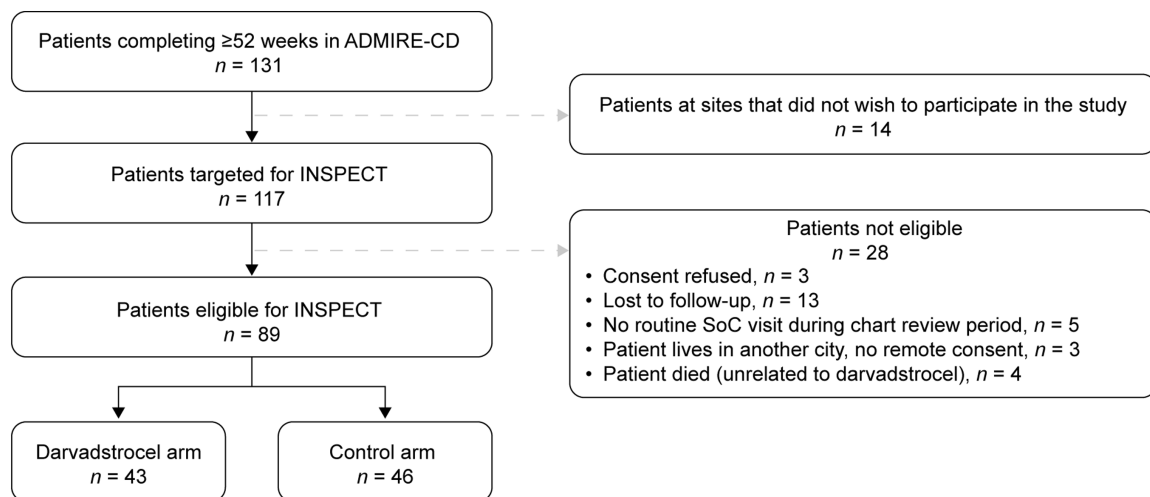 Patients completing ≥52 weeks in ADMIRE-CD
n = 131
Patients at sites that did not wish to participate in the study
n = 14
Patients targeted for INSPECT
n = 117
Patients not eligible
n = 28
• Consent refused, n = 3
• Lost to follow-up, n = 13
• No routine SoC visit during chart review period, n = 5
• Patient lives in another city, no remote consent, n = 3
• Patient died (unrelated to darvadstrocel), n = 4
Patients eligible for INSPECT
n = 89
Darvadstrocel arm
n = 43
Control arm
n = 46